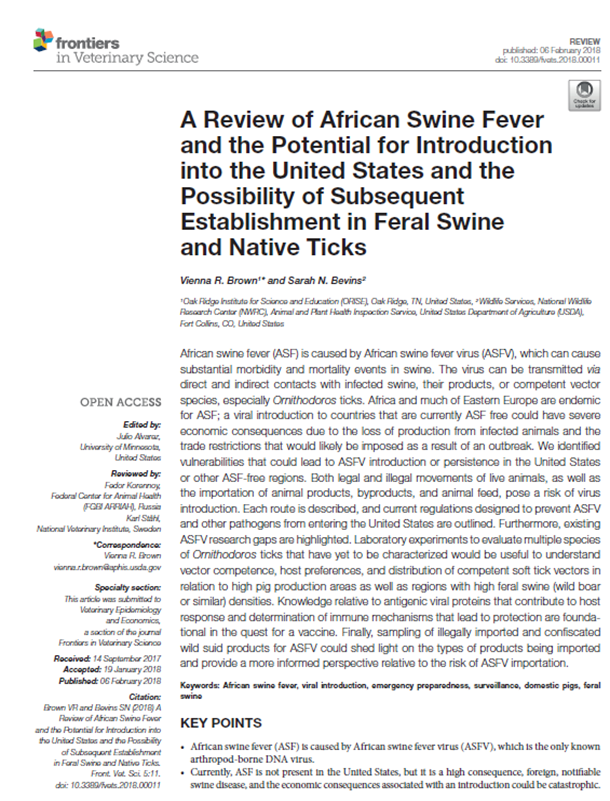 frontiers
in Veterinary Science
REVIEW
published: 06 February 2018
doi: 10.3389/fvets.2018.00011
Check for
updates
A Review of African Swine Fever
and the Potential for Introduction
into the United States and the
Possibility of Subsequent
Establishment in Feral Swine
and Native Ticks
Vienna R. Brown¹* and Sarah N. Bevins²
¹Oak Ridge Institute for Science and Education (ORISE), Oak Ridge, TN, United States, ²Wildlife Services, National Wildlife
Research Center (NWRC), Animal and Plant Health Inspection Service, United States Department of Agriculture (USDA),
Fort Collins, CO, United States
African swine fever (ASF) is caused by African swine fever virus (ASFV), which can cause
substantial morbidity and mortality events in swine. The virus can be transmitted via
direct and indirect contacts with infected swine, their products, or competent vector
species, especially Ornithodoros ticks. Africa and much of Eastern Europe are endemic
for ASF; a viral introduction to countries that are currently ASF free could have severe
economic consequences due to the loss of production from infected animals and the
trade restrictions that would likely be imposed as a result of an outbreak. We identified
vulnerabilities that could lead to ASFV introduction or persistence in the United States
or other ASF-free regions. Both legal and illegal movements of live animals, as well as
the importation of animal products, byproducts, and animal feed, pose a risk of virus
introduction. Each route is described, and current regulations designed to prevent ASFV
and other pathogens from entering the United States are outlined. Furthermore, existing
ASFV research gaps are highlighted. Laboratory experiments to evaluate multiple species
of Ornithodoros ticks that have yet to be characterized would be useful to understand
vector competence, host preferences, and distribution of competent soft tick vectors in
relation to high pig production areas as well as regions with high feral swine (wild boar
or similar) densities. Knowledge relative to antigenic viral proteins that contribute to host
response and determination of immune mechanisms that lead to protection are founda-
tional in the quest for a vaccine. Finally, sampling of illegally imported and confiscated
wild suid products for ASFV could shed light on the types of products being imported
and provide a more informed perspective relative to the risk of ASFV importation.
Keywords: African swine fever, viral introduction, emergency preparedness, surveillance, domestic pigs, feral
swine
KEY POINTS
• African swine fever (ASF) is caused by African swine fever virus (ASFV), which is the only known
arthropod-borne DNA virus.
• Currently, ASF is not present in the United States, but it is a high consequence, foreign, notifiable
swine disease, and the economic consequences associated with an introduction could be catastrophic.
OPEN ACCESS
Edited by:
Julio Alvarez,
University of Minnesota,
United States
Reviewed by:
Fedor Korennoy,
Federal Center for Animal Health
(FGBI ARRIAH), Russia
Karl Ståhl,
National Veterinary Institute, Sweden
*Correspondence:
Vienna R. Brown
vienna.r.brown@aphis.usda.gov
Specialty section:
This article was submitted to
Veterinary Epidemiology
and Economics,
a section of the journal
Frontiers in Veterinary Science
Received: 14 September 2017
Accepted: 19 January 2018
Published: 06 February 2018
Citation:
Brown VR and Bevins SN (2018) A
Review of African Swine Fever
and the Potential for Introduction into
the United States and the Possibility
of Subsequent Establishment
in Feral Swine and Native Ticks.
Front. Vet. Sci. 5:11.
doi: 10.3389/fvets.2018.00011